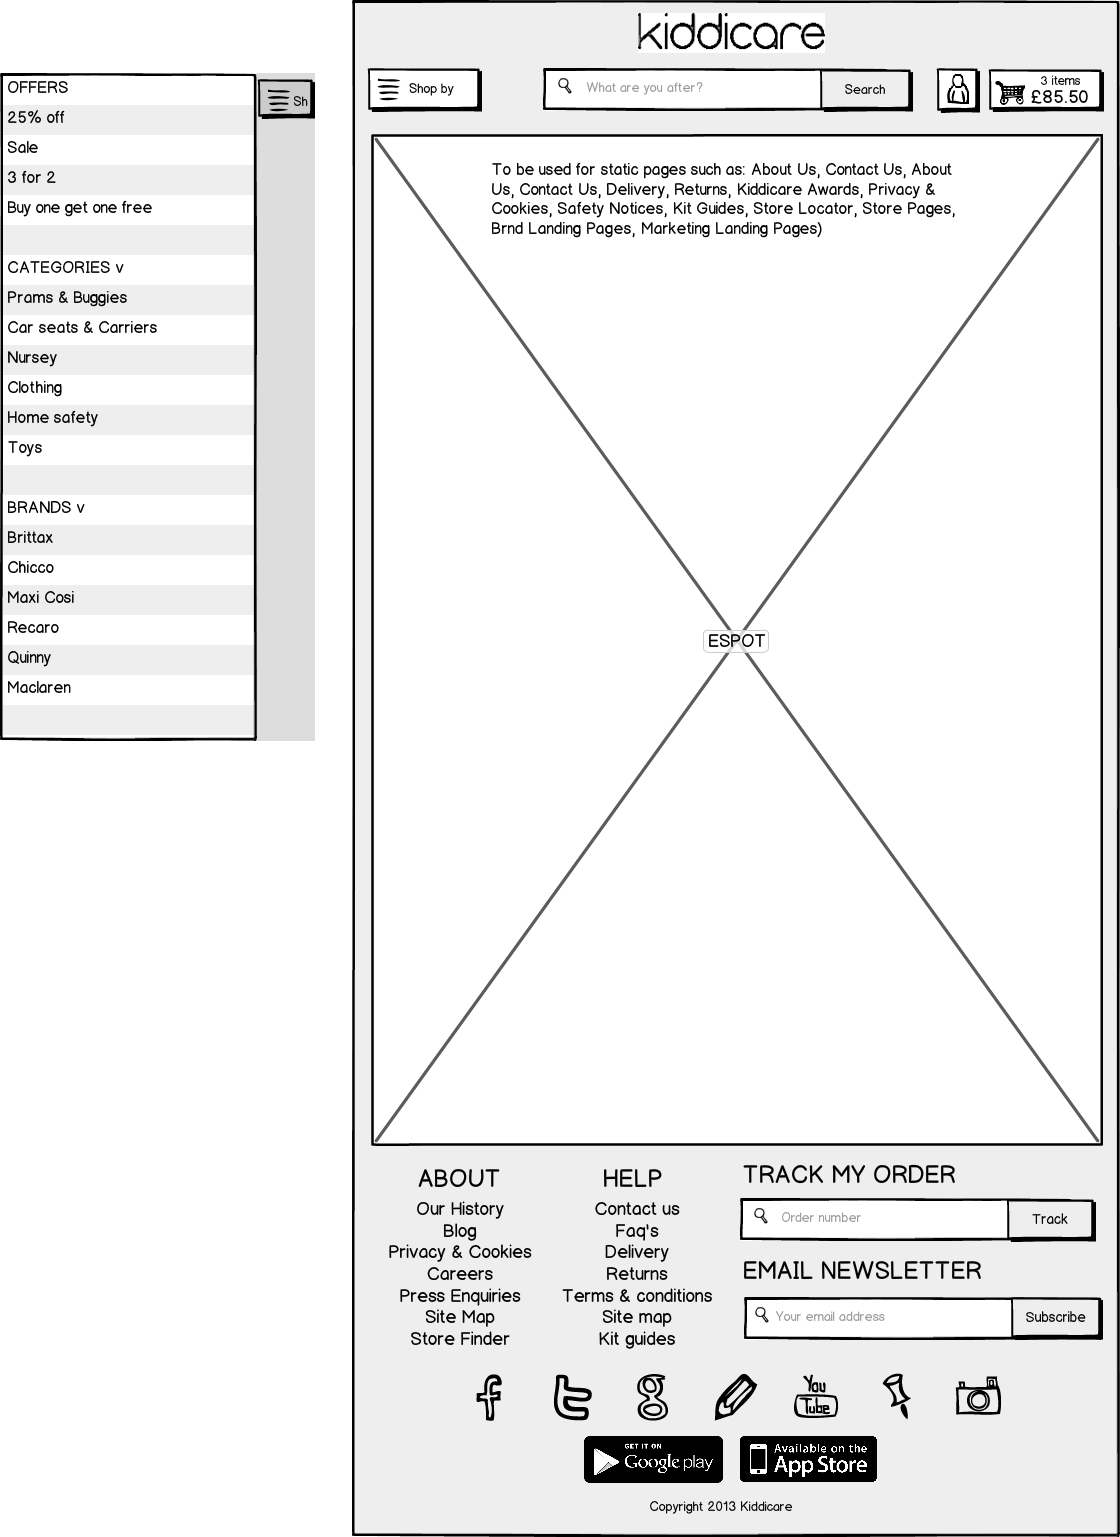 OFFERS
25% off
Sale
3 for 2
Buy one get one free
CATEGORIES v
Prams & Buggies
Car seats & Carriers
Nursey
Clothing
Home safety
Toys
BRANDS v
Brittax
Chicco
Maxi Cosi
Recaro
Quinny
Maclaren
Sh
kiddicare
Shop by
What are you after?
Search
3 items
£85.50
To be used for static pages such as: About Us, Contact Us, About
Us, Contact Us, Delivery, Returns, Kiddicare Awards, Privacy &
Cookies, Safety Notices, Kit Guides, Store Locator, Store Pages,
Brnd Landing Pages, Marketing Landing Pages)
ESPOT
ABOUT
Our History
Blog
Privacy & Cookies
Careers
Press Enquiries
Site Map
Store Finder
HELP
Contact us
Faq's
Delivery
Returns
Terms & conditions
Site map
Kit guides
TRACK MY ORDER
Order number
Track
EMAIL NEWSLETTER
Your email address
Subscribe
You
Tube
GET IT ON
Google play
Available on the
App Store
Copyright 2013 Kiddicare